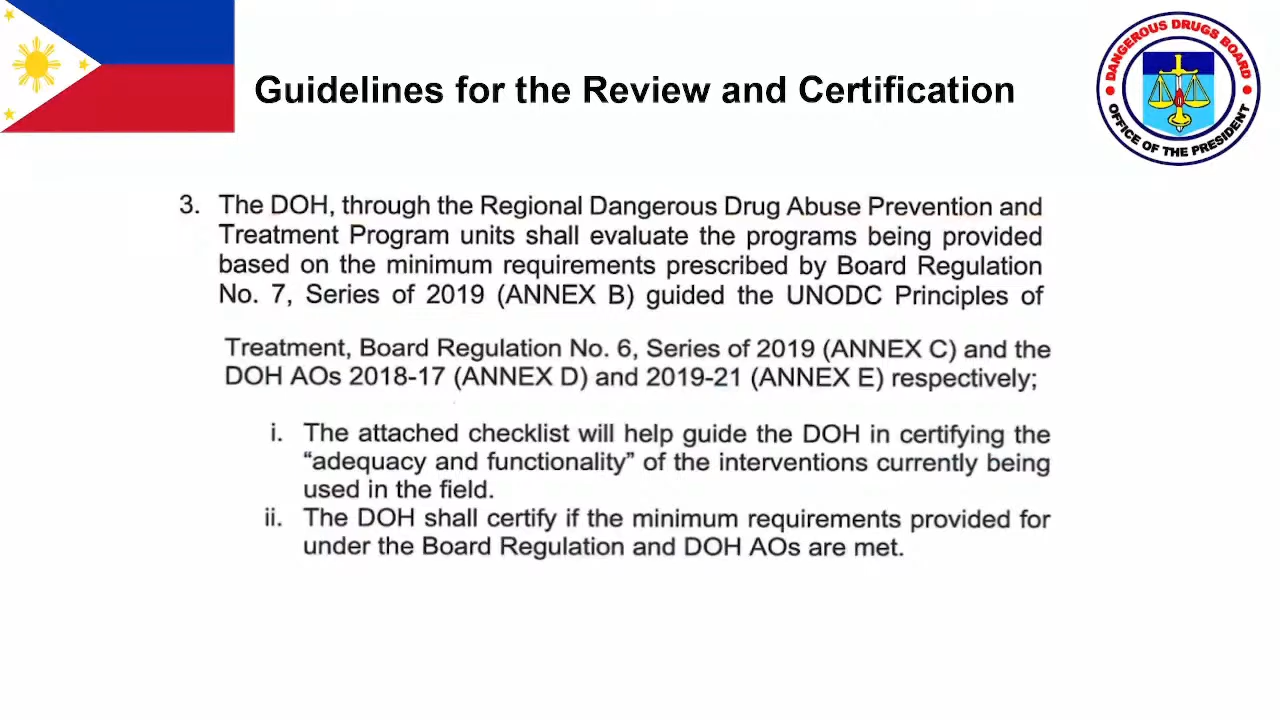 Guidelines for the Review and Certification
DANGEROUS DRUGS BOARD
OFFICE OF THE PRESIDENT
3. The DOH, through the Regional Dangerous Drug Abuse Prevention and
Treatment Program units shall evaluate the programs being provided
based on the minimum requirements prescribed by Board Regulation
No. 7, Series of 2019 (ANNEX B) guided the UNODC Principles of
Treatment, Board Regulation No. 6, Series of 2019 (ANNEX C) and the
DOH AOs 2018-17 (ANNEX D) and 2019-21 (ANNEX E) respectively;
i. The attached checklist will help guide the DOH in certifying the
“adequacy and functionality” of the interventions currently being
used in the field.
ii. The DOH shall certify if the minimum requirements provided for
under the Board Regulation and DOH AOs are met.